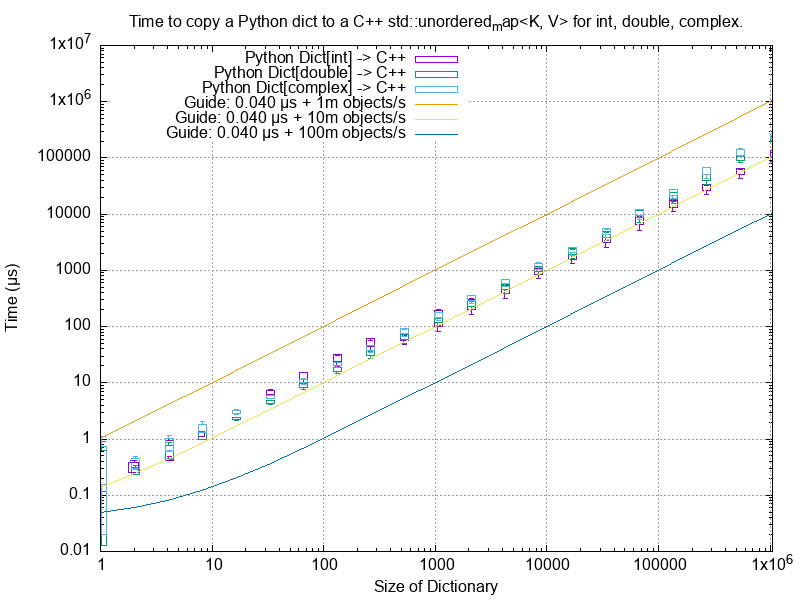 Time to copy a Python dict to a C++ std::unordered_map<K, V> for int, double, complex.
1x10^7
1x10^6
100000
10000
1000
100
10
1
0.1
0.01
Time (µs)
Python Dict[int] -> C++
Python Dict[double] -> C++
Python Dict[complex] -> C++
Guide: 0.040 µs + 1m objects/s
Guide: 0.040 µs + 10m objects/s
Guide: 0.040 µs + 100m objects/s
1 10 100 1000 10000 100000 1x10^6
Size of Dictionary